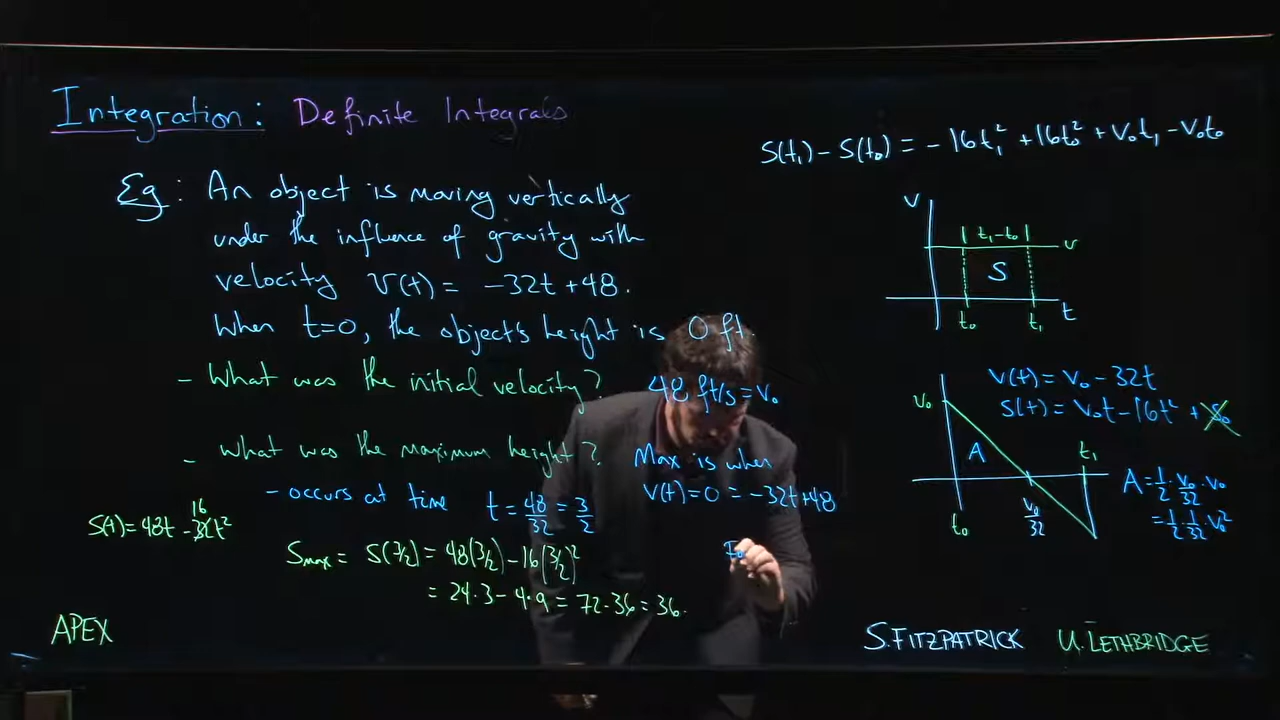 Integration: Definite Integrals
Eg: An object is moving vertically
under the influence of gravity with
velocity v(t) = -32t + 48.
When t=0, the object's height is 0 ft.
- What was the initial velocity? 48 ft/s = v₀
- What was the maximum height? Max is when
v(t) = 0 = -32t+48
- occurs at time t = 48/32 = 3/2
16
s(t) = 48t - 32t²
Smax = s(3/2) = 48(3/2) - 16(3/2)²
= 24·3 - 4·9 = 72-36 = 36.
APEX
s(t₁) - s(t₀) = -16t₁² + 16t₀² + v₀t₁ - v₀t₀
v
t₁-t₀
v
S
t₀ t₁ t
v(t) = v₀ - 32t
s(t) = v₀t - 16t² + s₀
v₀
A
t₁
t₀
v₀/32
A = 1/2 · v₀/32 · v₀
= 1/2 · 1/32 · v₀²
S. FITZPATRICK U. LETHBRIDGE